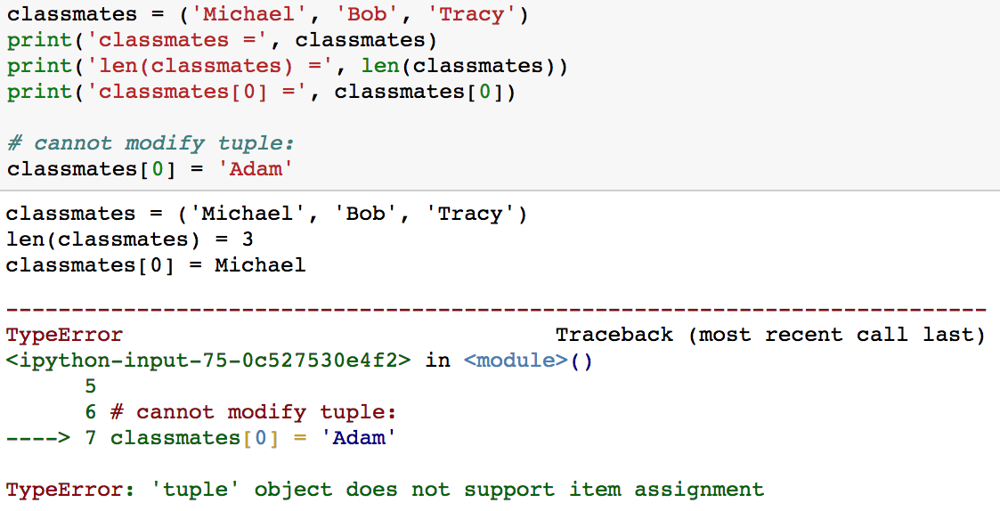 classmates = ('Michael', 'Bob', 'Tracy')
print('classmates =', classmates)
print('len(classmates) =', len(classmates))
print('classmates[0] =', classmates[0])
# cannot modify tuple:
classmates[0] = 'Adam'
classmates = ('Michael', 'Bob', 'Tracy')
len(classmates) = 3
classmates[0] = Michael
---------------------------------------------------------------------------
TypeError                                 Traceback (most recent call last)
<ipython-input-75-0c527530e4f2> in <module>()
      5
      6 # cannot modify tuple:
----> 7 classmates[0] = 'Adam'
TypeError: 'tuple' object does not support item assignment